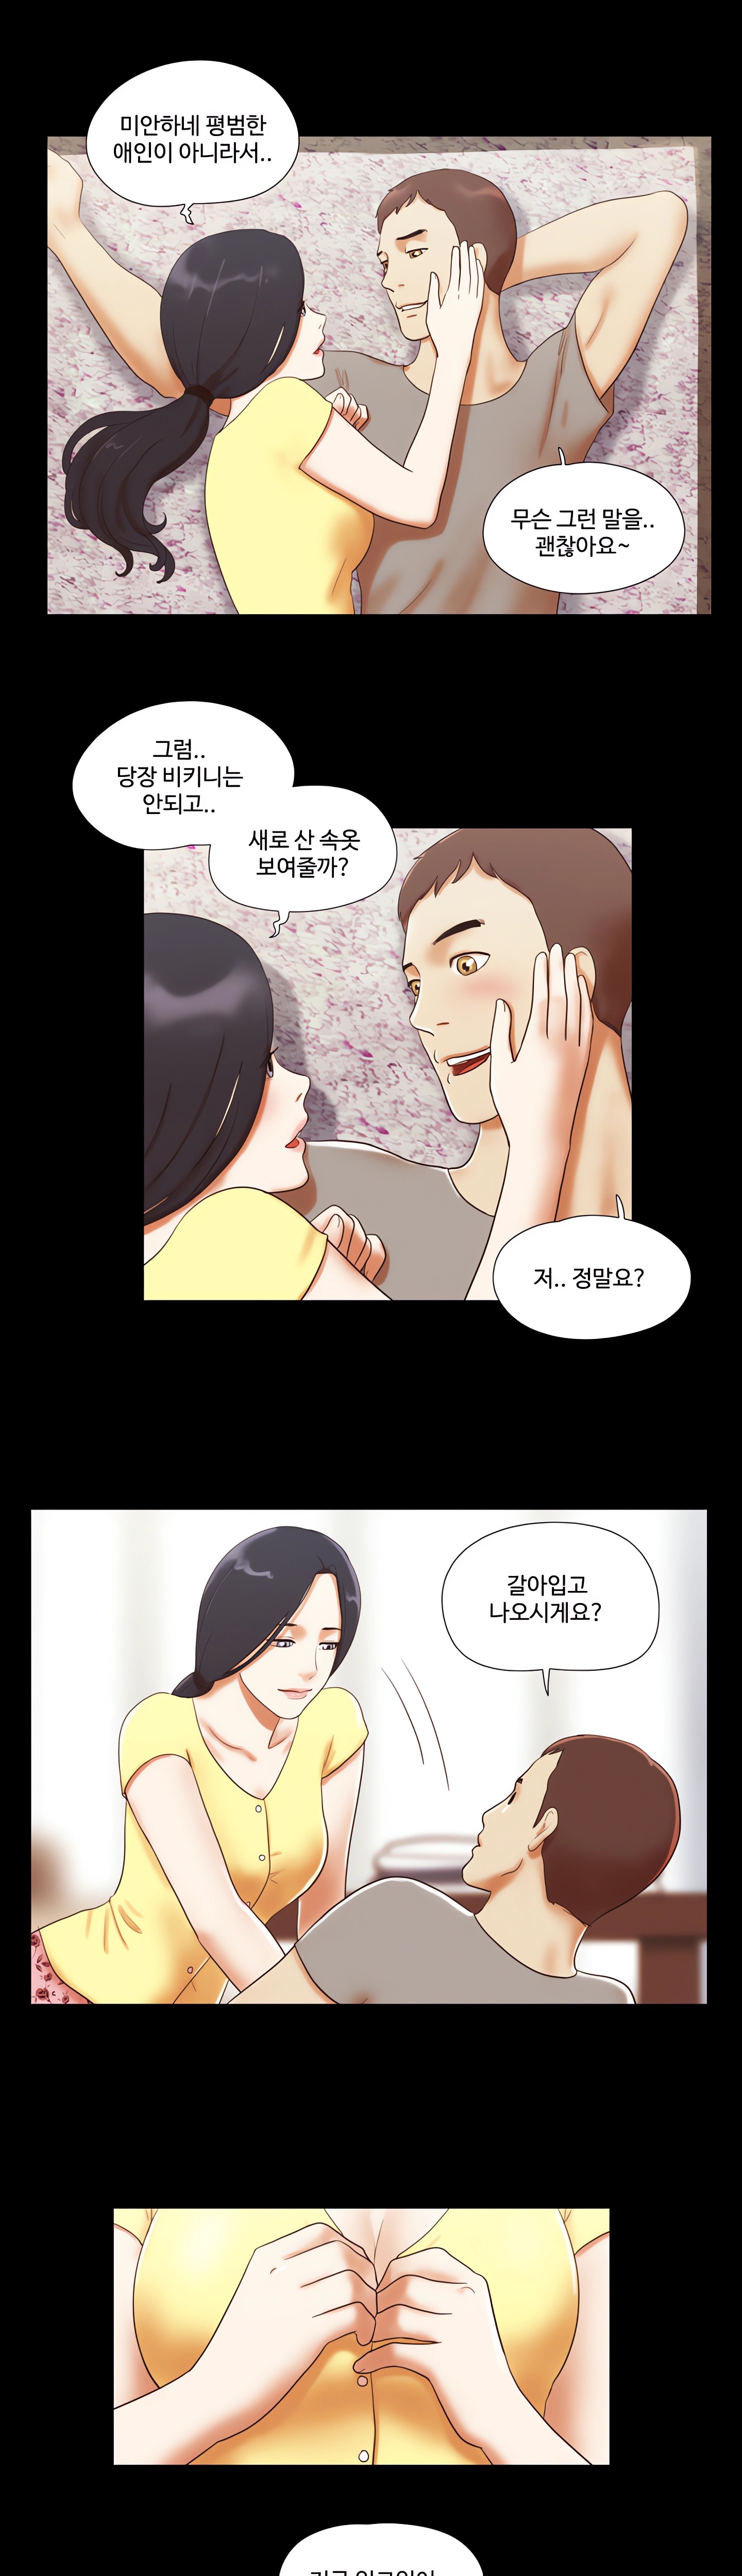 미안하네 평범한
애인이 아니라서..
무슨 그런 말을..
괜찮아요~
그럼..
당장 비키니는
안되고..
새로 산 속옷
보여줄까?
저.. 정말요?
갈아입고
나오시게요?